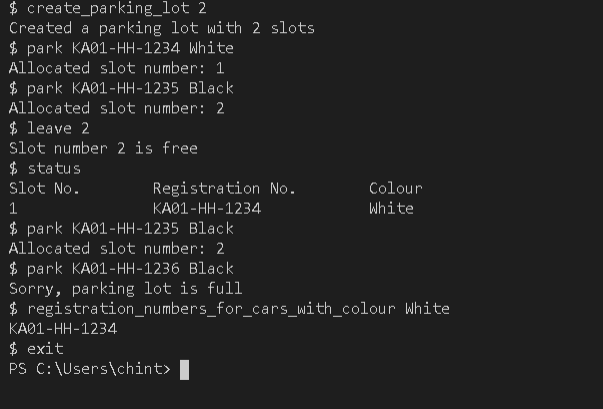 $ create_parking_lot 2
Created a parking lot with 2 slots
$ park KA01-HH-1234 White
Allocated slot number: 1
$ park KA01-HH-1235 Black
Allocated slot number: 2
$ leave 2
Slot number 2 is free
$ status
Slot No. Registration No. Colour
1 KA01-HH-1234 White
$ park KA01-HH-1235 Black
Allocated slot number: 2
$ park KA01-HH-1236 Black
Sorry, parking lot is full
$ registration_numbers_for_cars_with_colour White
KA01-HH-1234
$ exit
PS C:\Users\chint>